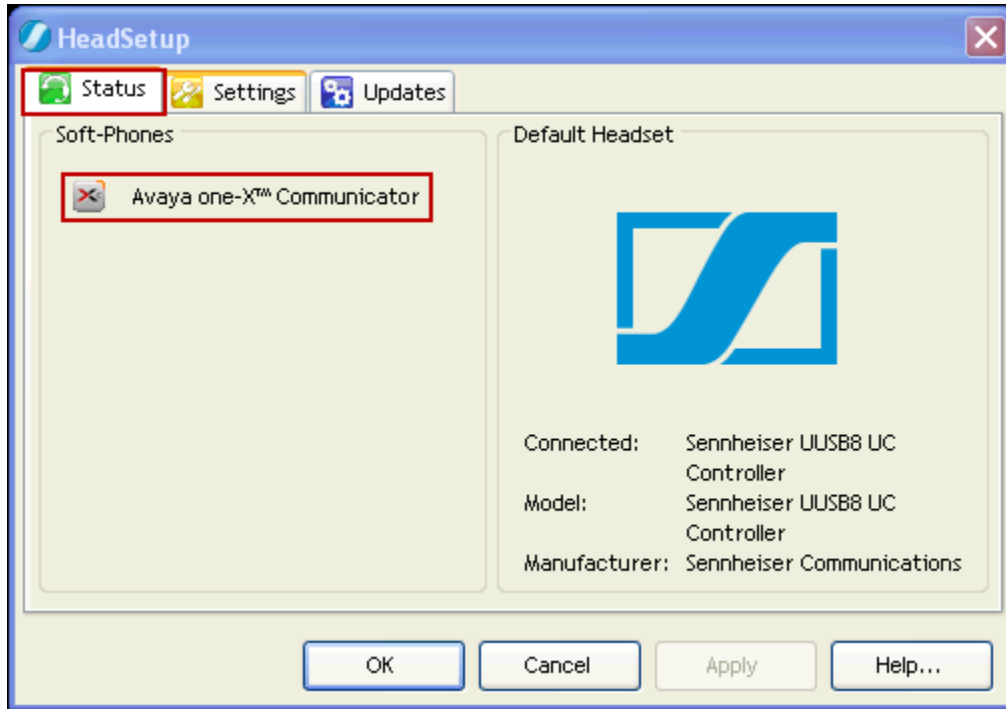 HeadSetup
Status Settings Updates
Soft-Phones
Avaya one-X™ Communicator
Default Headset
Connected: Sennheiser UUSB8 UC
Controller
Model: Sennheiser UUSB8 UC
Controller
Manufacturer: Sennheiser Communications
OK Cancel Apply Help...